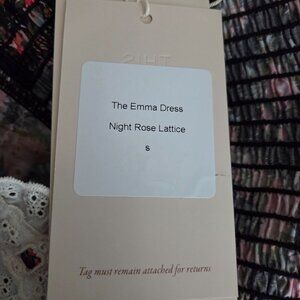 The Emma Dress
Night Rose Lattice
s
Tag must remain attached for returns